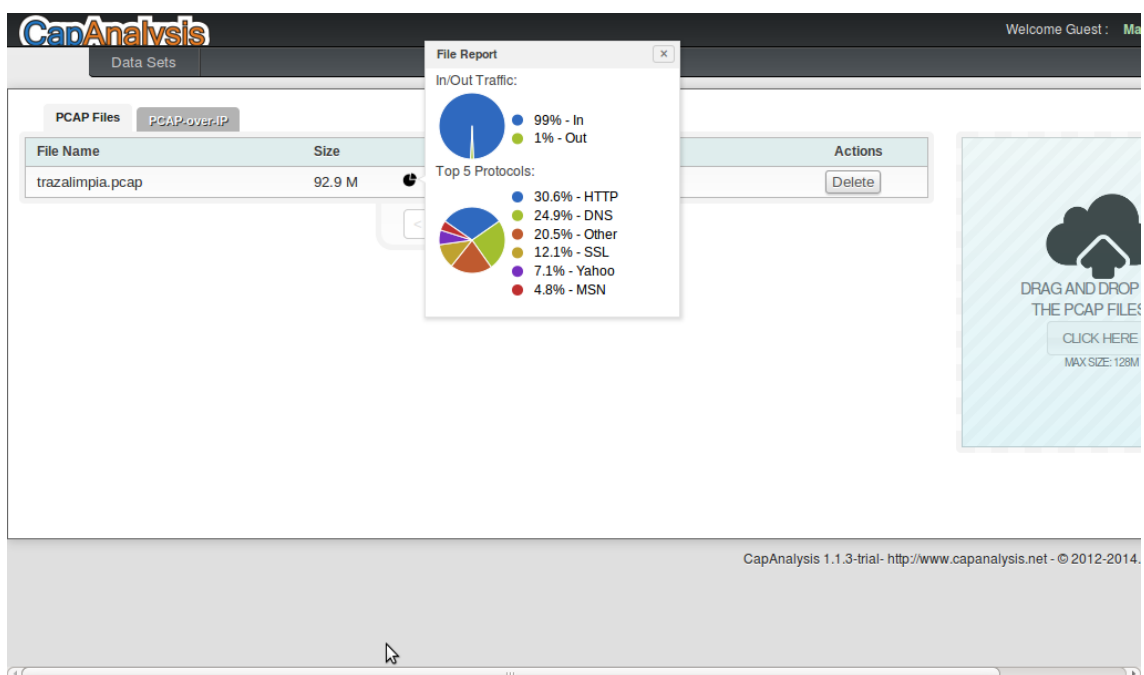 CapAnalysis
Welcome Guest : Ma
Data Sets
File Report
x
In/Out Traffic:
99% - In
1% - Out
PCAP Files
PCAP-over-IP
File Name Size Actions
trazalimpia.pcap 92.9 M Delete
Top 5 Protocols:
30.6% - HTTP
24.9% - DNS
20.5% - Other
12.1% - SSL
7.1% - Yahoo
4.8% - MSN
<
DRAG AND DROP
THE PCAP FILES
CLICK HERE
MAX SIZE: 128M
CapAnalysis 1.1.3-trial- http://www.capanalysis.net - © 2012-2014.